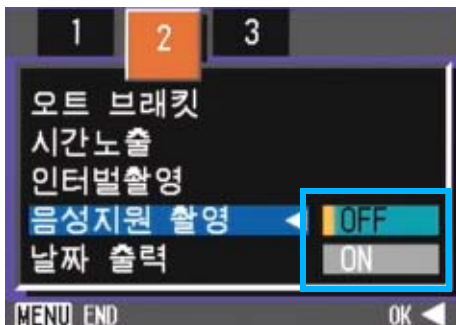 1 2 3
오트 브래킷
시간노출
인터벌촬영
음성지원 촬영 OFF
날짜 출력 ON
MENU END OK